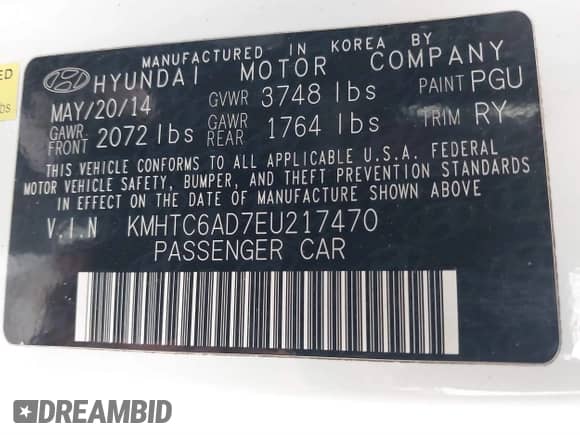 MANUFACTURED IN KOREA BY
HYUNDAI MOTOR COMPANY
MAY/20/14 GVWR 3748 lbs PAINT PGU
GAWR FRONT 2072 lbs GAWR REAR 1764 lbs TRIM RY
THIS VEHICLE CONFORMS TO ALL APPLICABLE U.S.A. FEDERAL
MOTOR VEHICLE SAFETY, BUMPER, AND THEFT PREVENTION STANDARDS
IN EFFECT ON THE DATE OF MANUFACTURE SHOWN ABOVE
V.I.N KMHTC6AD7EU217470
PASSENGER CAR
ED
bs
DREAMBID